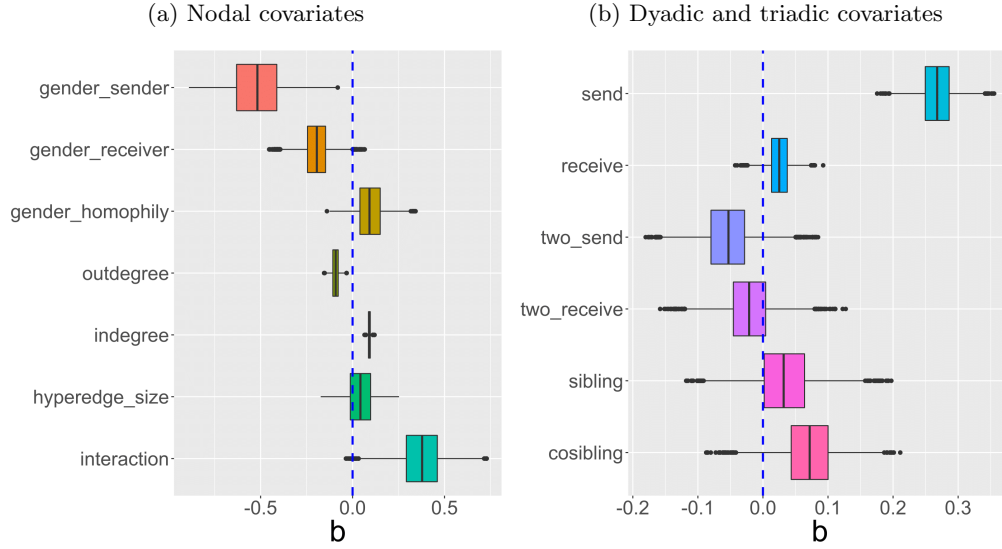 (a) Nodal covariates
gender_sender
gender_receiver
gender_homophily
outdegree
indegree
hyperedge_size
interaction
-0.5 0.0 0.5
b
(b) Dyadic and triadic covariates
send
receive
two_send
two_receive
sibling
cosibling
-0.2 -0.1 0.0 0.1 0.2 0.3
b